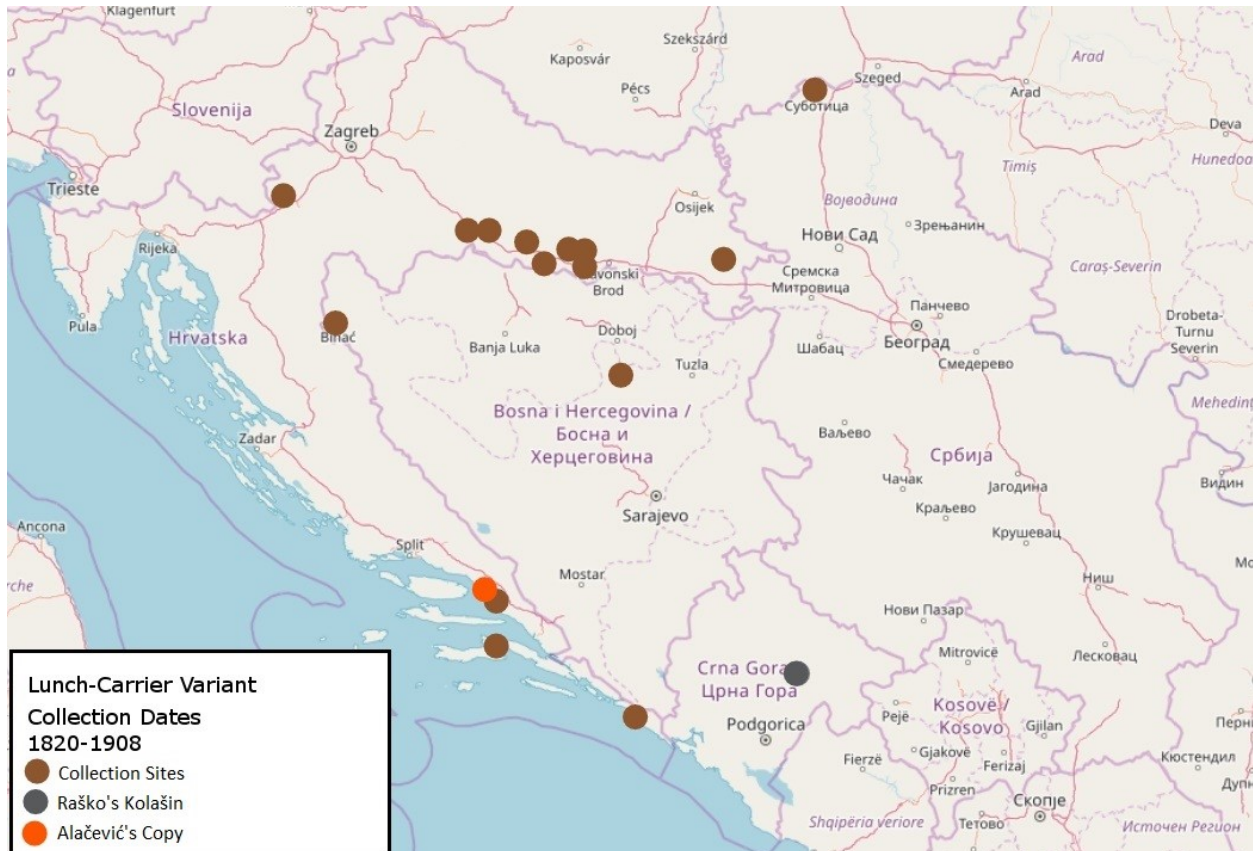 Klagenfurt
Kaposvár
Szekszárd
Arad
Slovenija
Pécs
Szeged
Суботица
Arad
Zagreb
Deva
Trieste
Timiș
Hunedoa
Osijek
Војводина
Rijeka
Нови Сад
Зрењанин
Сремска
Митровица
Caraș-Severin
Brod
Панчево
Pula
Hrvatska
Bihać
Doboj
Banja Luka
Шабац
Београд
Смедерево
Drobeta-
Turnu
Severin
Tuzla
Mehedinț
Bosna i Hercegovina /
Босна и
Херцеговина
Ваљево
Zadar
Србија
Чачак
Јагодина
Видин
Краљево
Sarajevo
Крушевац
Ancona
Split
Mostar
Ниш
rche
Нови Пазар
Mitrovicë
Лесковац
Crna Gora
Црна Гора
Kosovë /
Kosovo
Pejë
Gjilan
Podgorica
Gjakovë
Ferizaj
Fierzë
Кюстендил
Prizren
Скопје
Shqipëria veriore
Тетово
Источен Регион
Lunch-Carrier Variant
Collection Dates
1820-1908
Collection Sites
Raško's Kolašin
Alačević's Copy